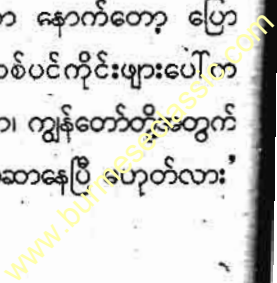 နောက်တော့ ပြော
စ်ပင်ကိုင်းဖျားပေါ်က
ကျွန်တော်တို့အတွက်
ဆာနေပြီ ဟုတ်လား’
www.burmeseclassic.com